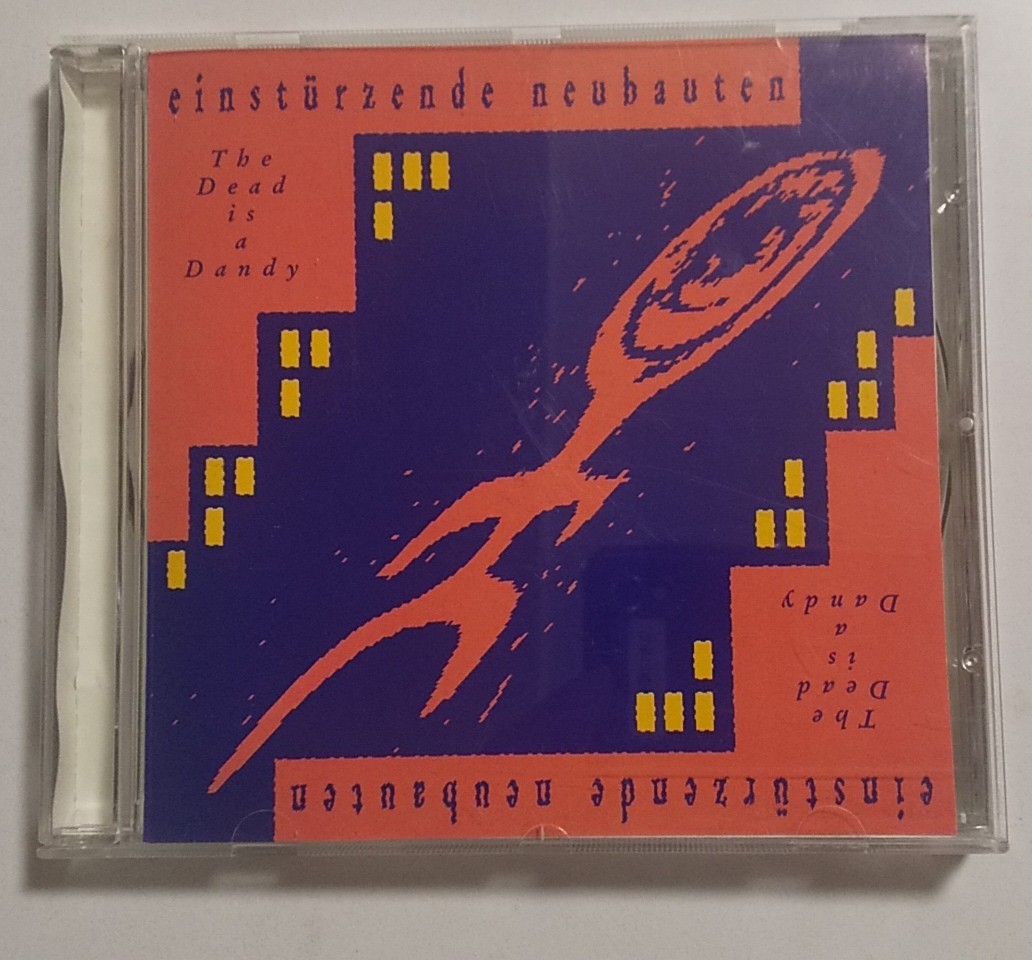 einstürzende neubauten
The
Dead
is
a
Dandy
The
Dead
is
a
Dandy
einstürzende neubauten